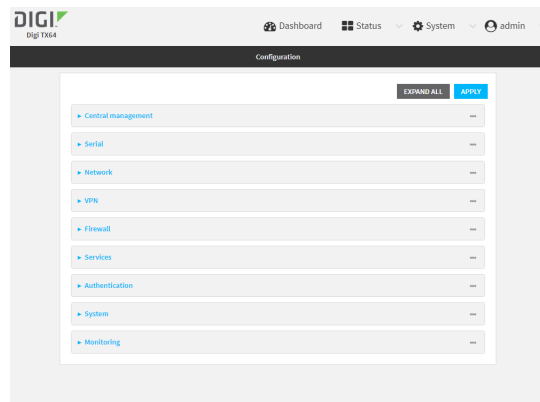 DIGI
Digi TX64
Dashboard Status System admin
Configuration
EXPAND ALL APPLY
Central management
Serial
Network
VPN
Firewall
Services
Authentication
System
Monitoring